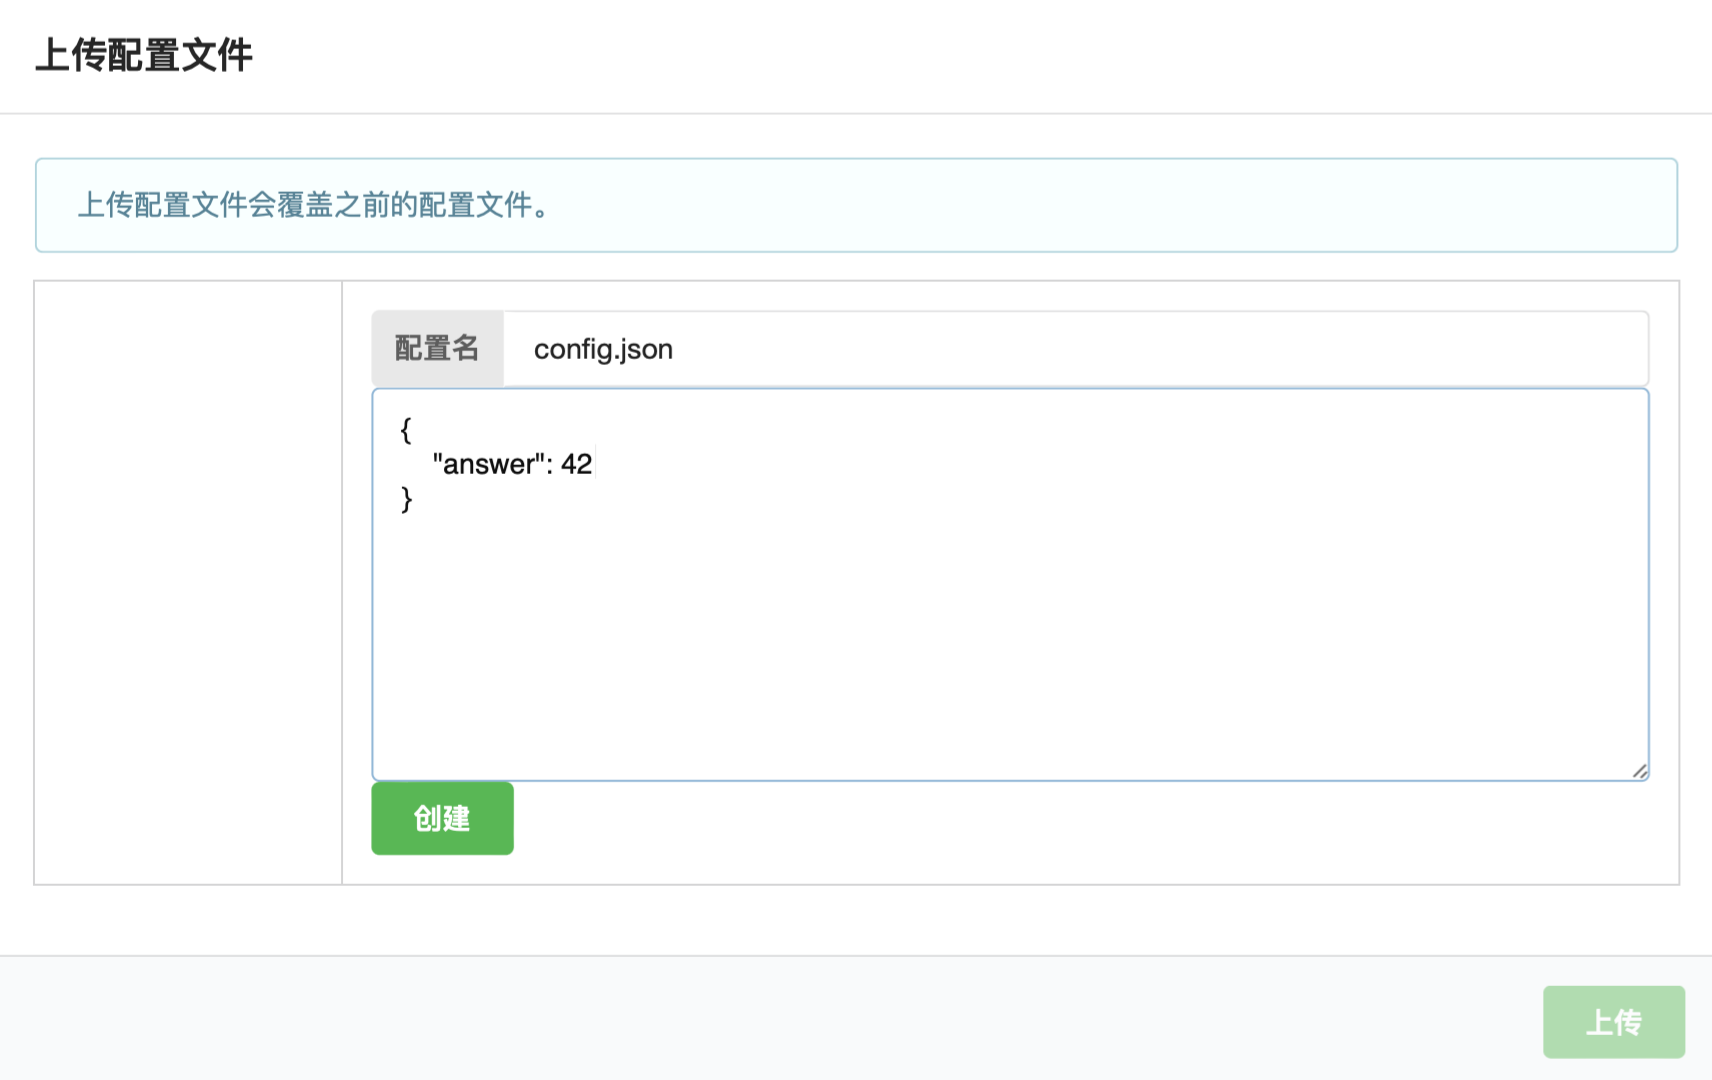 上传配置文件
上传配置文件会覆盖之前的配置文件。
配置名 config.json
{
"answer": 42
}
创建
上传